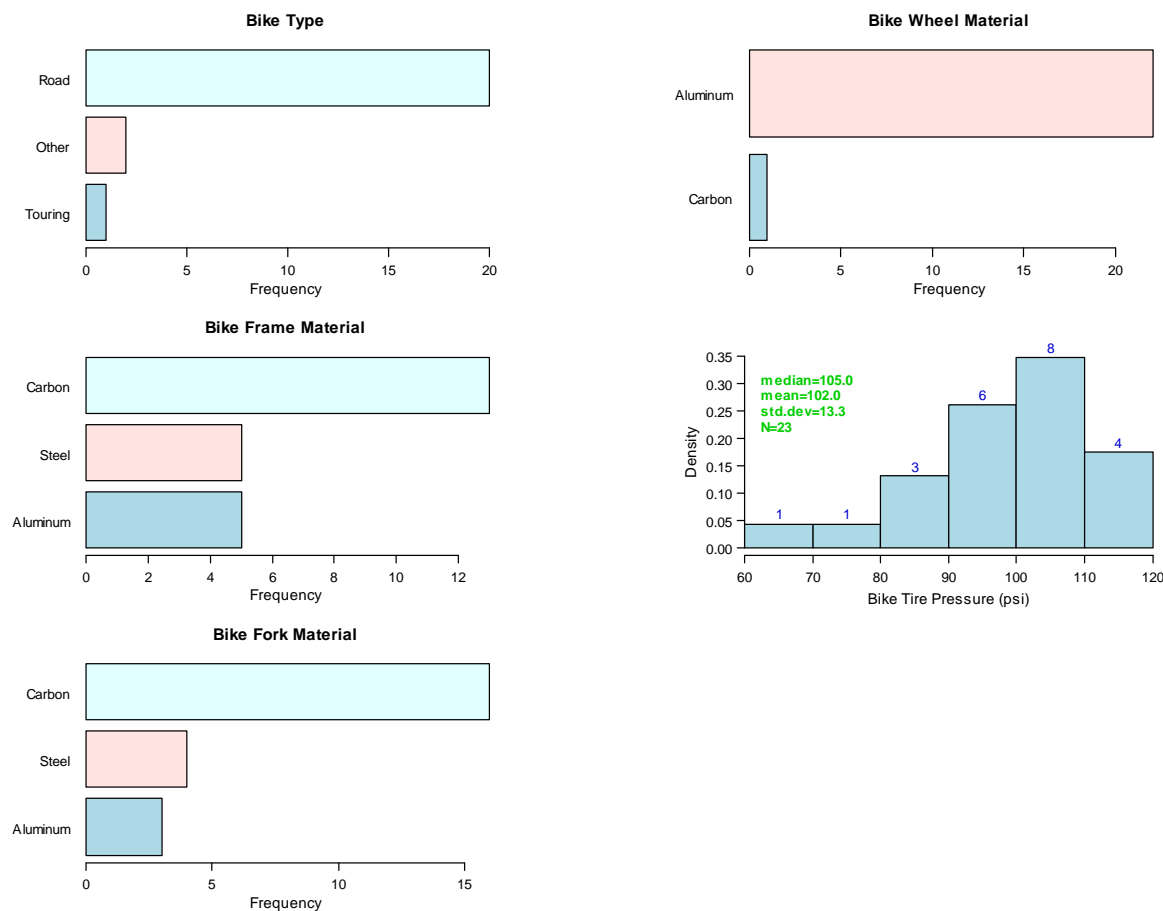 Bike Type
Road
Other
Touring
0 5 10 15 20
Frequency
Bike Wheel Material
Aluminum
Carbon
0 5 10 15 20
Frequency
Bike Frame Material
Carbon
Steel
Aluminum
0 2 4 6 8 10 12
Frequency
median=105.0
mean=102.0
std.dev=13.3
N=23
1 1 3 6 8 4
Density
0.35
0.30
0.25
0.20
0.15
0.10
0.05
0.00
60 70 80 90 100 110 120
Bike Tire Pressure (psi)
Bike Fork Material
Carbon
Steel
Aluminum
0 5 10 15
Frequency